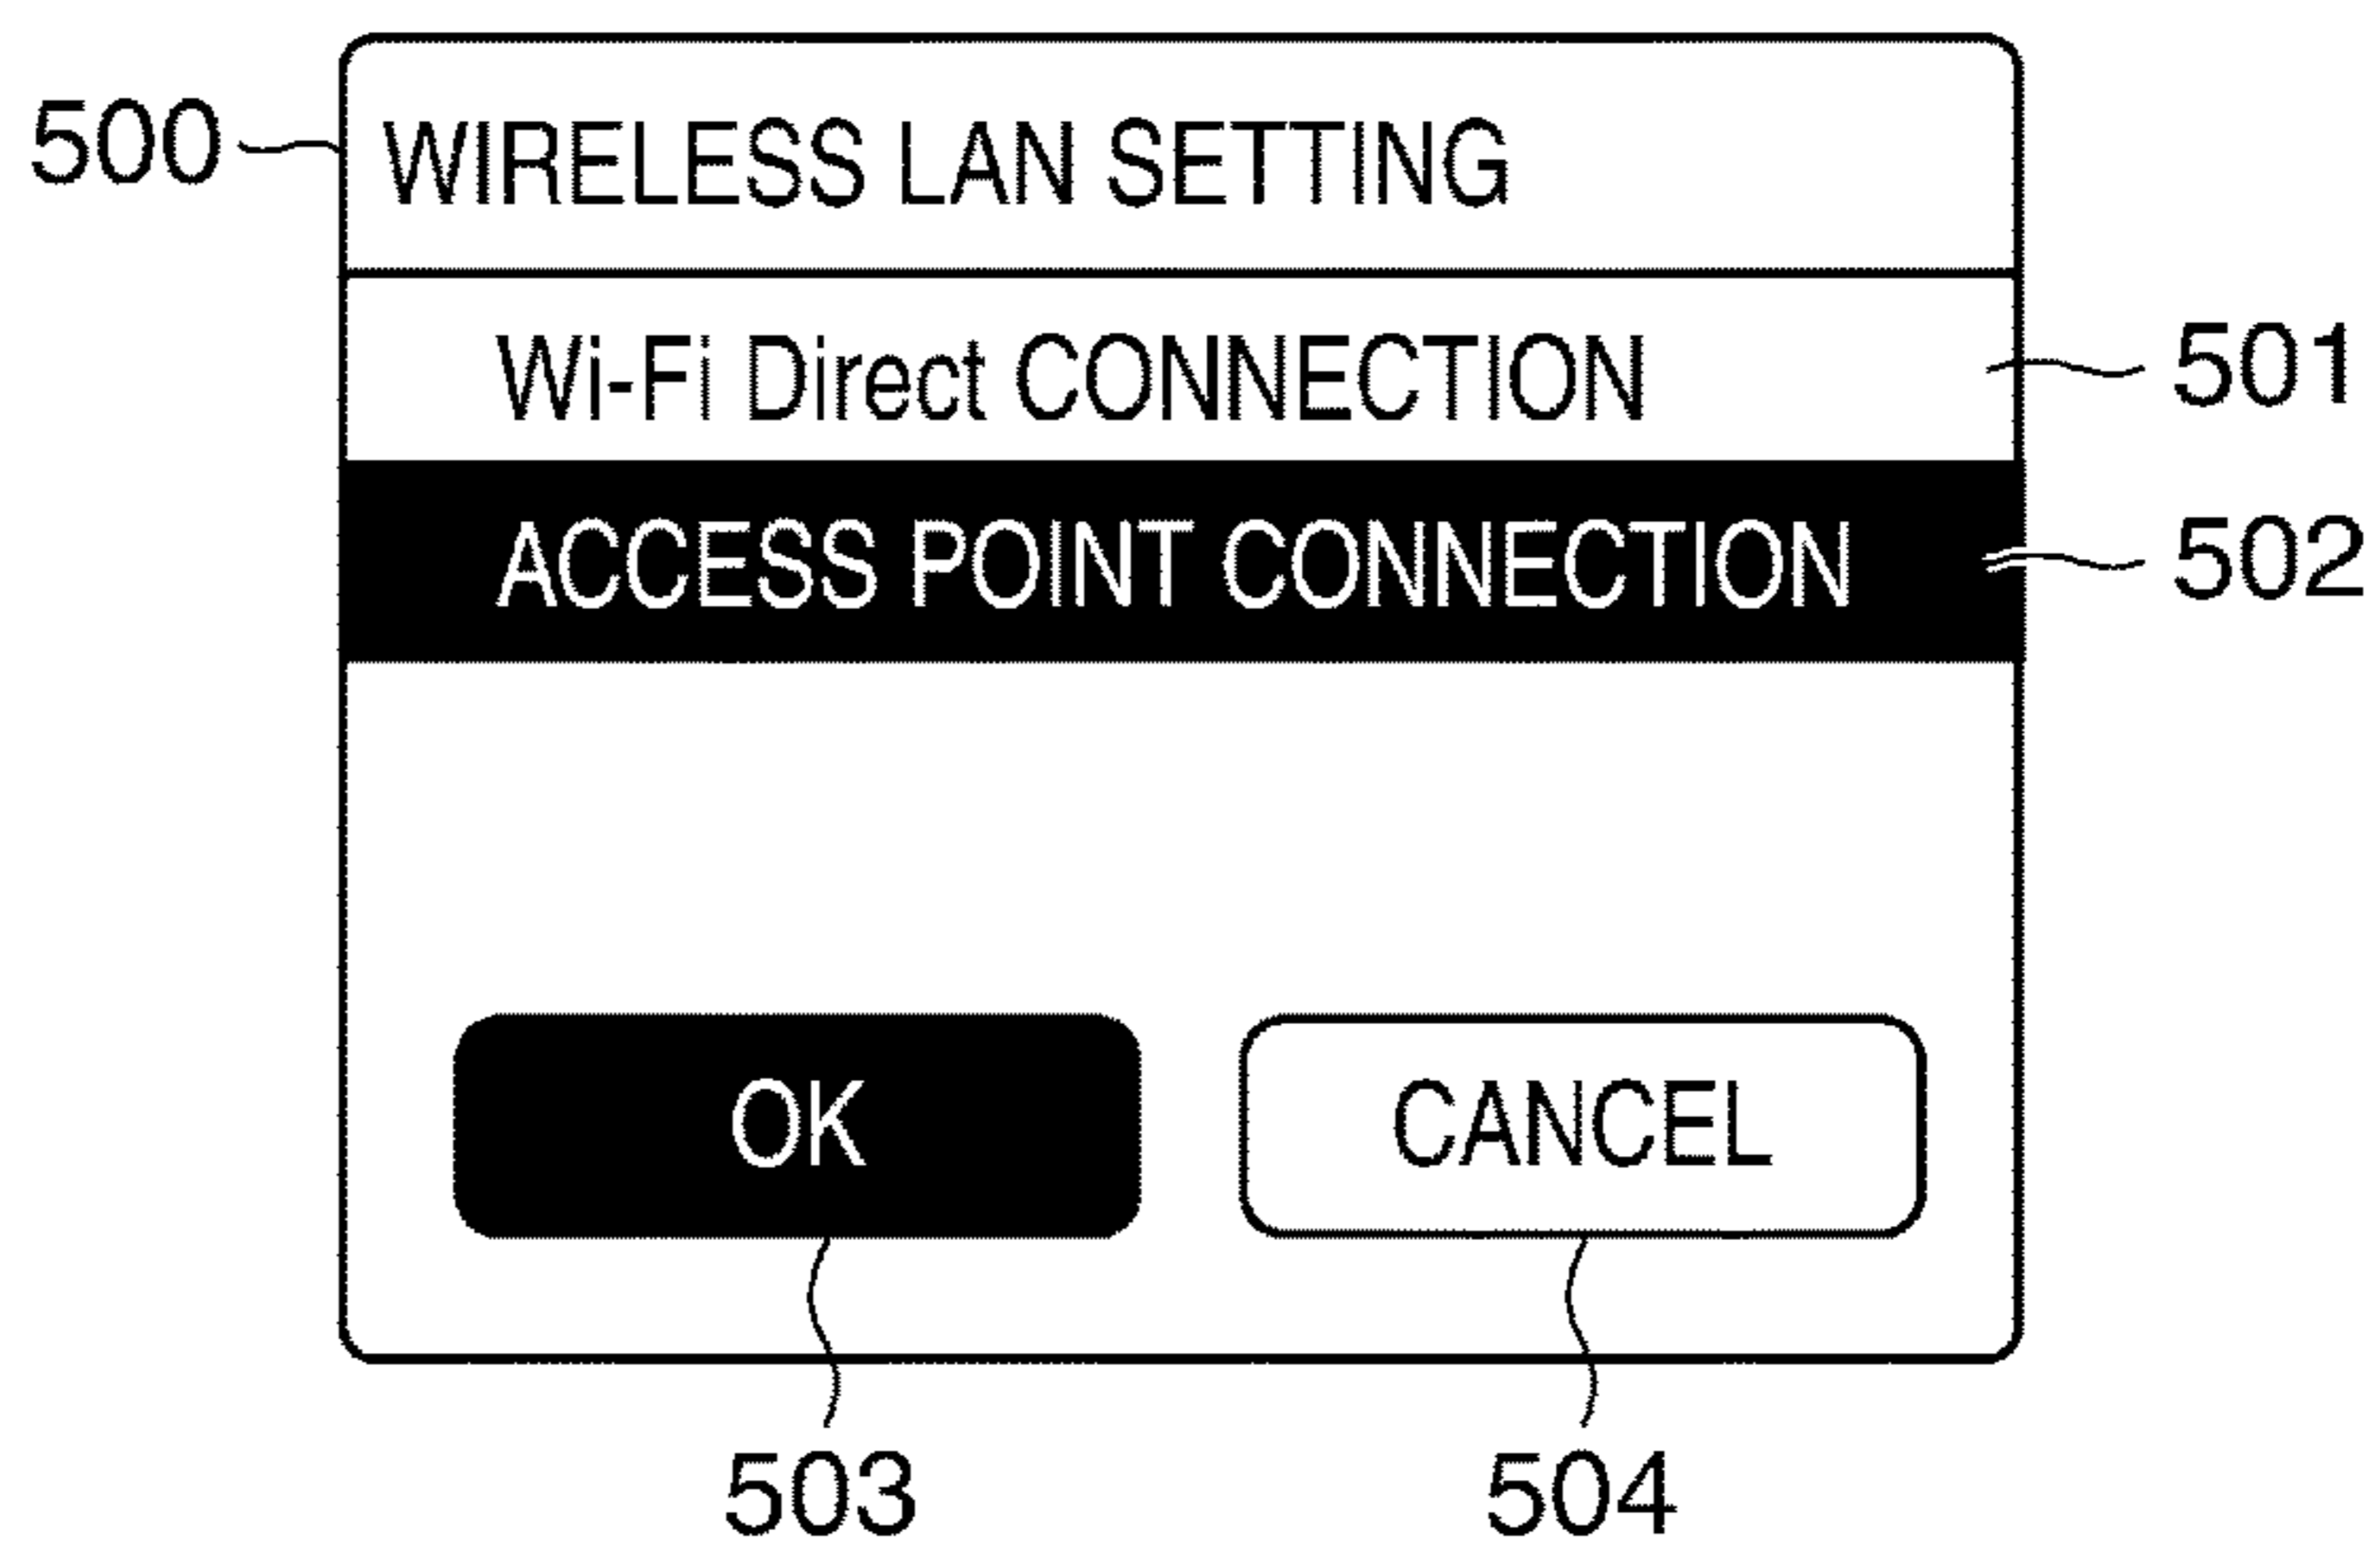 500
WIRELESS LAN SETTING
Wi-Fi Direct CONNECTION
501
ACCESS POINT CONNECTION
502
OK
CANCEL
503
504